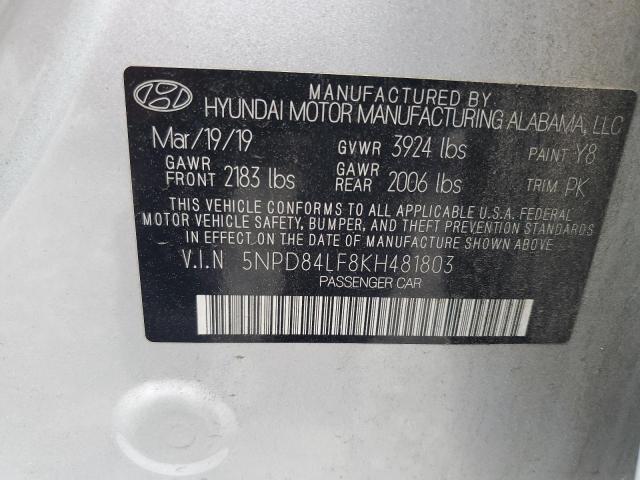 MANUFACTURED BY
HYUNDAI MOTOR MANUFACTURING ALABAMA, LLC
Mar/19/19 GVWR 3924 lbs PAINT Y8
GAWR FRONT 2183 lbs GAWR REAR 2006 lbs TRIM PK
THIS VEHICLE CONFORMS TO ALL APPLICABLE U.S.A. FEDERAL
MOTOR VEHICLE SAFETY, BUMPER, AND THEFT PREVENTION STANDARDS
IN EFFECT ON THE DATE OF MANUFACTURE SHOWN ABOVE.
V.I.N 5NPD84LF8KH481803
PASSENGER CAR